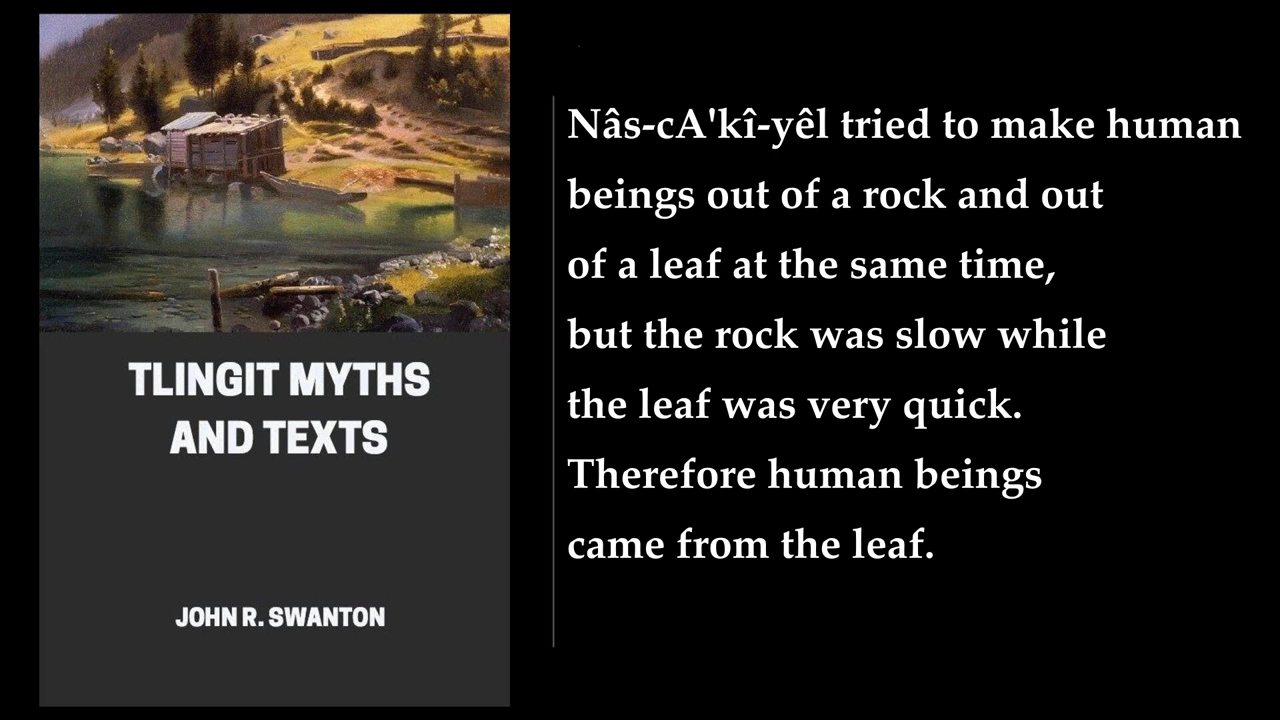 TLINGIT MYTHS
AND TEXTS
JOHN R. SWANTON
Nâs-cA'kî-yêl tried to make human
beings out of a rock and out
of a leaf at the same time,
but the rock was slow while
the leaf was very quick.
Therefore human beings
came from the leaf.